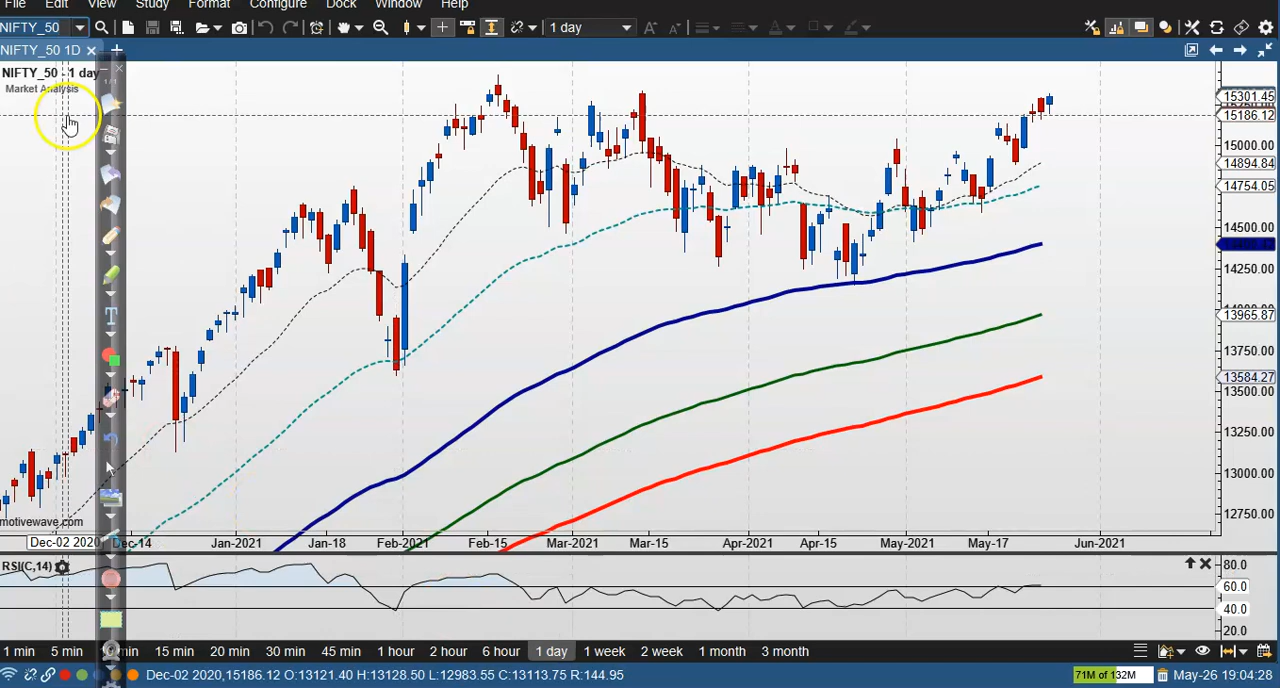 File Edit View Study Format Configure Dock Window Help
NIFTY_50 1 day A A
NIFTY_50 1D
NIFTY_50 - 1 day
Market Analysis
15301.45
15186.12
15000.00
14894.84
14754.05
14500.00
14250.00
13965.87
13750.00
13584.27
13500.00
13250.00
13000.00
12750.00
motivewave.com
Dec-02 2020 Dec-14 Jan-2021 Jan-18 Feb-2021 Feb-15 Mar-2021 Mar-15 Apr-2021 Apr-15 May-2021 May-17 Jun-2021
RSI(C,14)
80.0
60.0
40.0
20.0
1 min 5 min 15 min 20 min 30 min 45 min 1 hour 2 hour 6 hour 1 day 1 week 2 week 1 month 3 month
Dec-02 2020, 15186.12 O:13121.40 H:13128.50 L:12983.55 C:13113.75 R:144.95 71M of 132M May-26 19:04:28